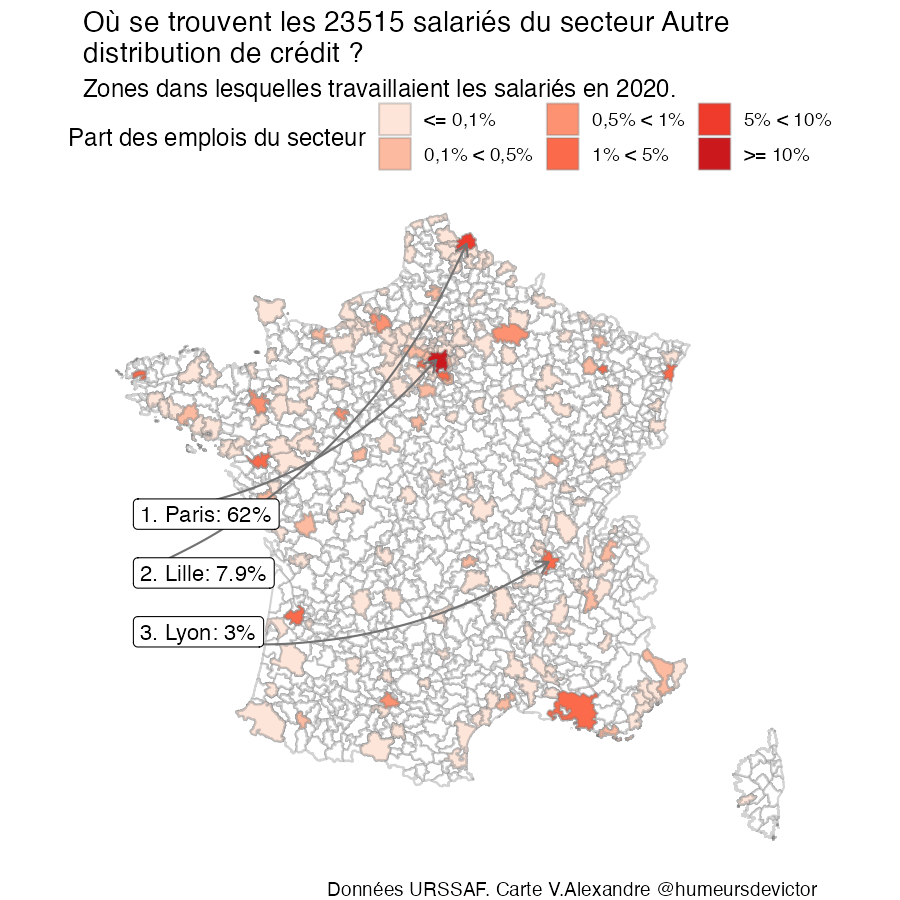 Où se trouvent les 23515 salariés du secteur Autre
distribution de crédit ?
Zones dans lesquelles travaillaient les salariés en 2020.
Part des emplois du secteur
<= 0,1%
0,1% < 0,5%
0,5% < 1%
1% < 5%
5% < 10%
>= 10%
1. Paris: 62%
2. Lille: 7.9%
3. Lyon: 3%
Données URSSAF. Carte V.Alexandre @humeursdevictor